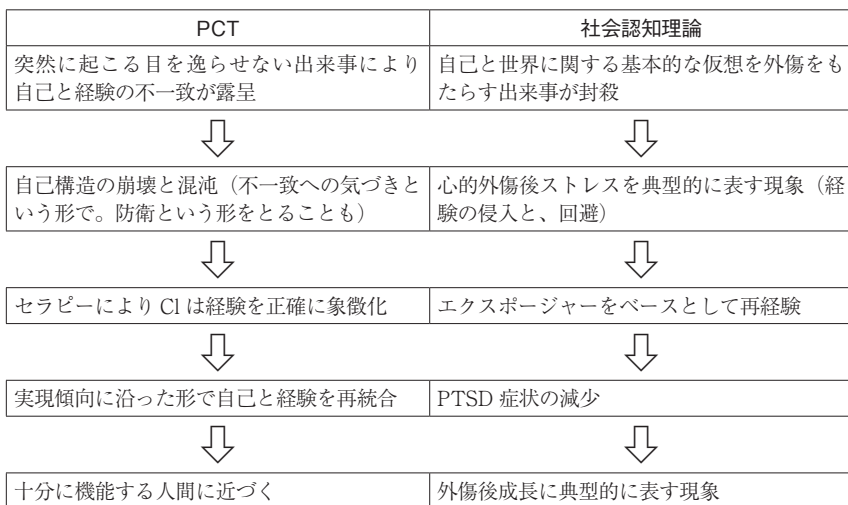 PCT
社会認知理論
突然に起こる目を逸らせない出来事により
自己と経験の不一致が露呈
自己と世界に関する基本的な仮想を外傷をも
たらす出来事が封殺
自己構造の崩壊と混沌(不一致への気づきと
いう形で。防衛という形をとることも)
心的外傷後ストレスを典型的に表す現象(経
験の侵入と、回避)
セラピーにより Cl は経験を正確に象徴化
エクスポージャーをベースとして再経験
実現傾向に沿った形で自己と経験を再統合
PTSD 症状の減少
十分に機能する人間に近づく
外傷後成長に典型的に表す現象